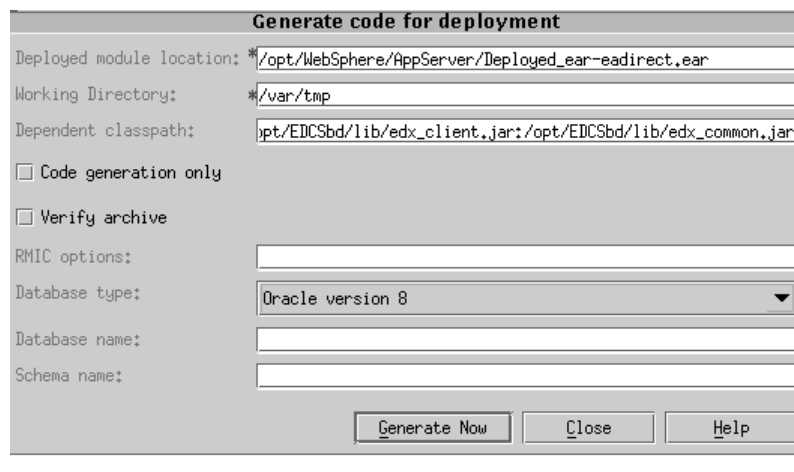 Generate code for deployment
Deployed module location: */opt/WebSphere/AppServer/Deployed_ear-eadirect.ear
Working Directory: */var/tmp
Dependent classpath: pt/EDCSbd/lib/edx_client.jar:/opt/EDCSbd/lib/edx_common.jar
Code generation only
Verify archive
RMIC options:
Database type: Oracle version 8
Database name:
Schema name:
Generate Now Close Help